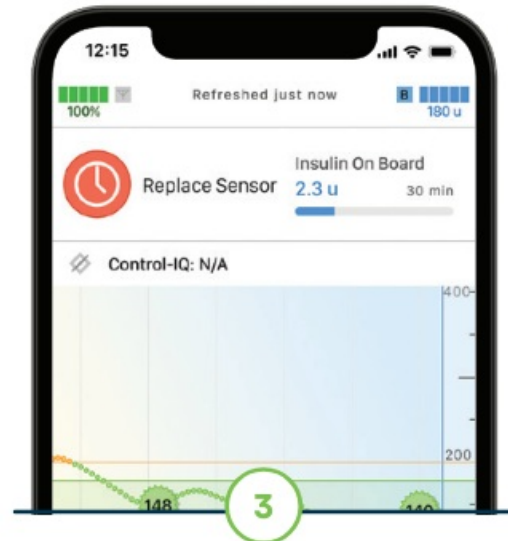 12:15
Refreshed just now
100%
B
180 u
Replace Sensor
Insulin On Board
2.3 u 30 min
Control-IQ: N/A
400
200
148
3